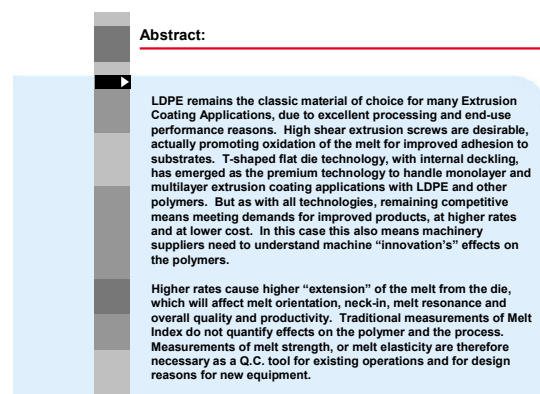 Abstract:
LDPE remains the classic material of choice for many Extrusion
Coating Applications, due to excellent processing and end-use
performance reasons.  High shear extrusion screws are desirable,
actually promoting oxidation of the melt for improved adhesion to
substrates.  T-shaped flat die technology, with internal deckling,
has emerged as the premium technology to handle monolayer and
multilayer extrusion coating applications with LDPE and other
polymers.  But as with all technologies, remaining competitive
means meeting demands for improved products, at higher rates
and at lower cost.  In this case this also means machinery
suppliers need to understand machine “innovation’s” effects on
the polymers.
Higher rates cause higher “extension” of the melt from the die,
which will affect melt orientation, neck-in, melt resonance and
overall quality and productivity.  Traditional measurements of Melt
Index do not quantify effects on the polymer and the process.
Measurements of melt strength, or melt elasticity are therefore
necessary as a Q.C. tool for existing operations and for design
reasons for new equipment.